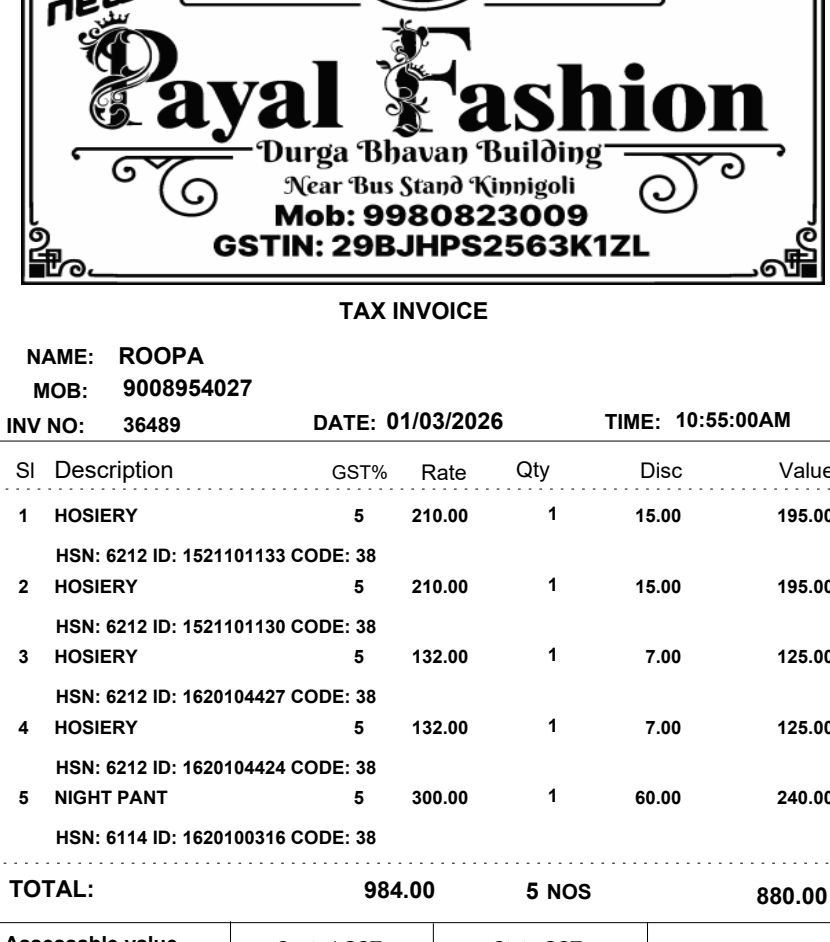 new
Payal Fashion
Durga Bhavan Building
Near Bus Stand Kinnigoli
Mob: 9980823009
GSTIN: 29BJHPS2563K1ZL
TAX INVOICE
NAME: ROOPA
MOB: 9008954027
INV NO: 36489 DATE: 01/03/2026 TIME: 10:55:00AM
Sl Description GST% Rate Qty Disc Value
1 HOSIERY 5 210.00 1 15.00 195.00
HSN: 6212 ID: 1521101133 CODE: 38
2 HOSIERY 5 210.00 1 15.00 195.00
HSN: 6212 ID: 1521101130 CODE: 38
3 HOSIERY 5 132.00 1 7.00 125.00
HSN: 6212 ID: 1620104427 CODE: 38
4 HOSIERY 5 132.00 1 7.00 125.00
HSN: 6212 ID: 1620104424 CODE: 38
5 NIGHT PANT 5 300.00 1 60.00 240.00
HSN: 6114 ID: 1620100316 CODE: 38
TOTAL: 984.00 5 NOS 880.00